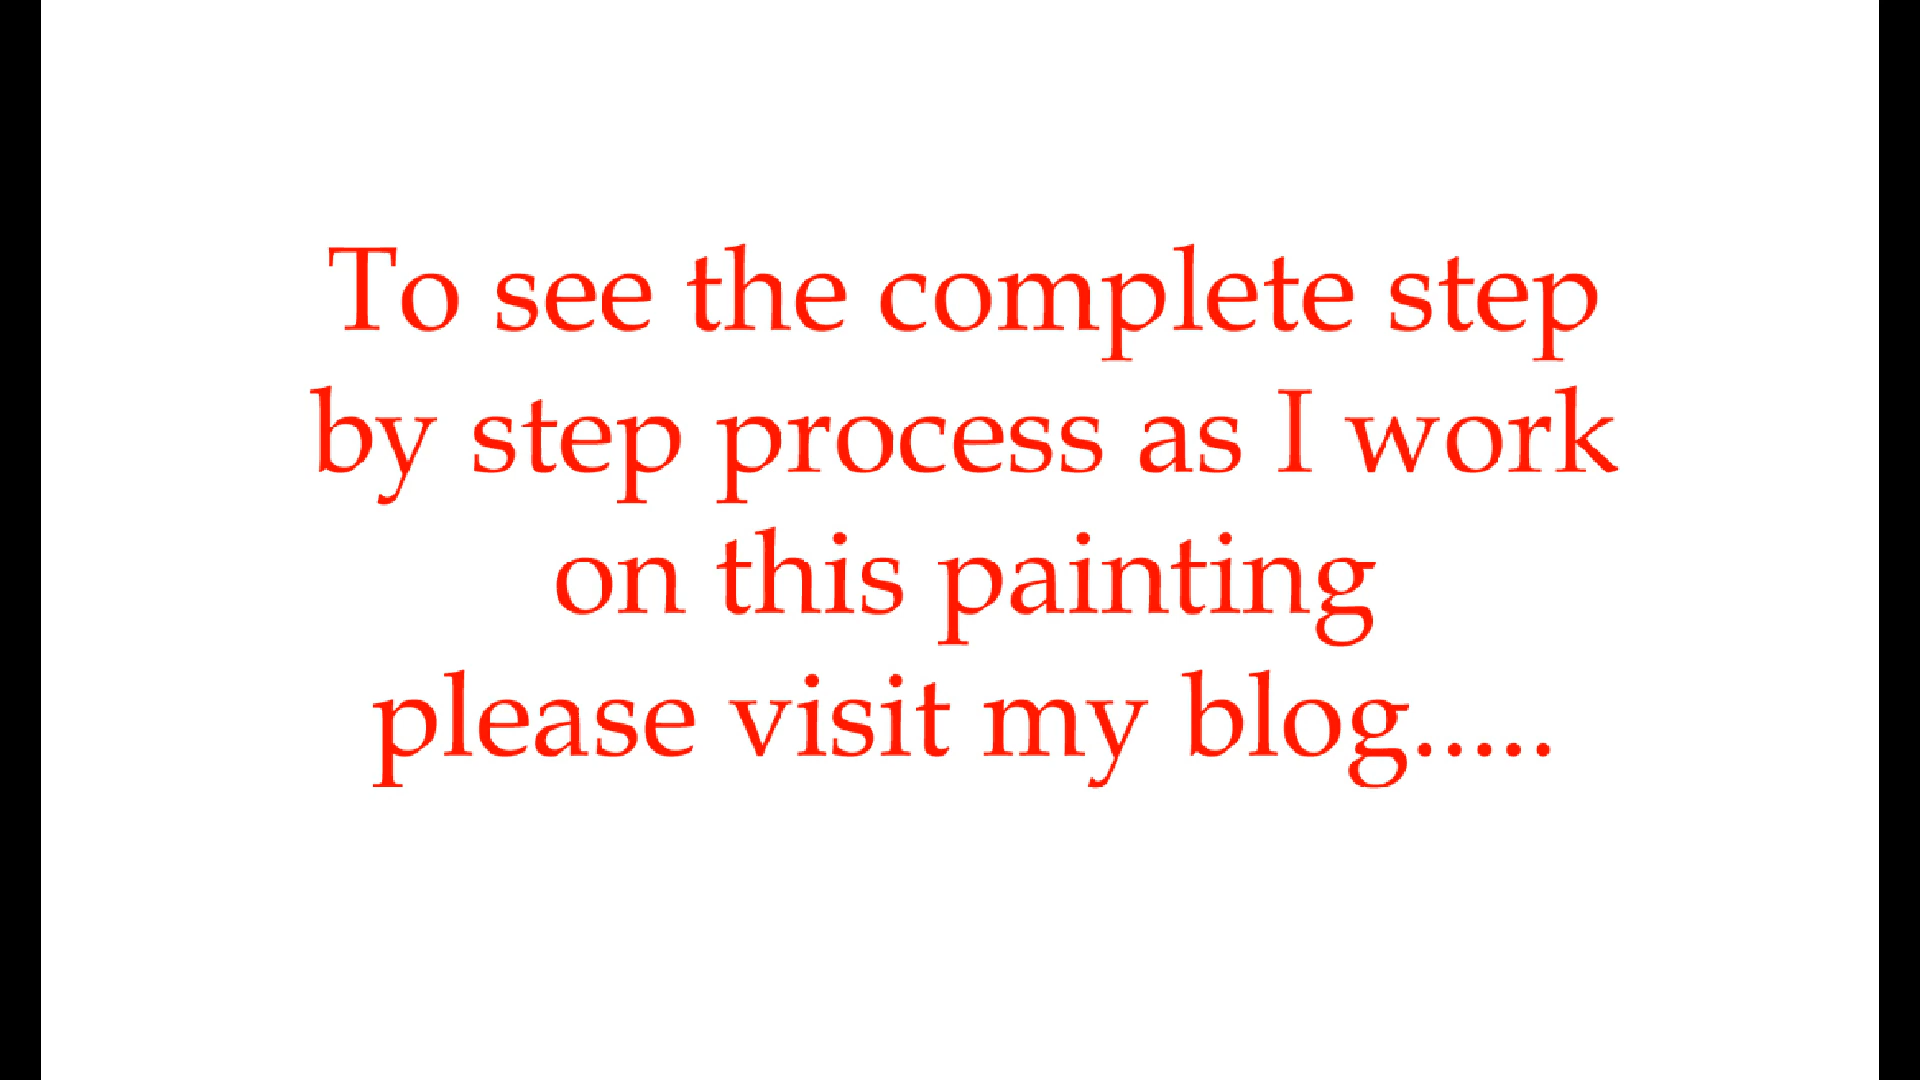 To see the complete step
by step process as I work
on this painting
please visit my blog.....